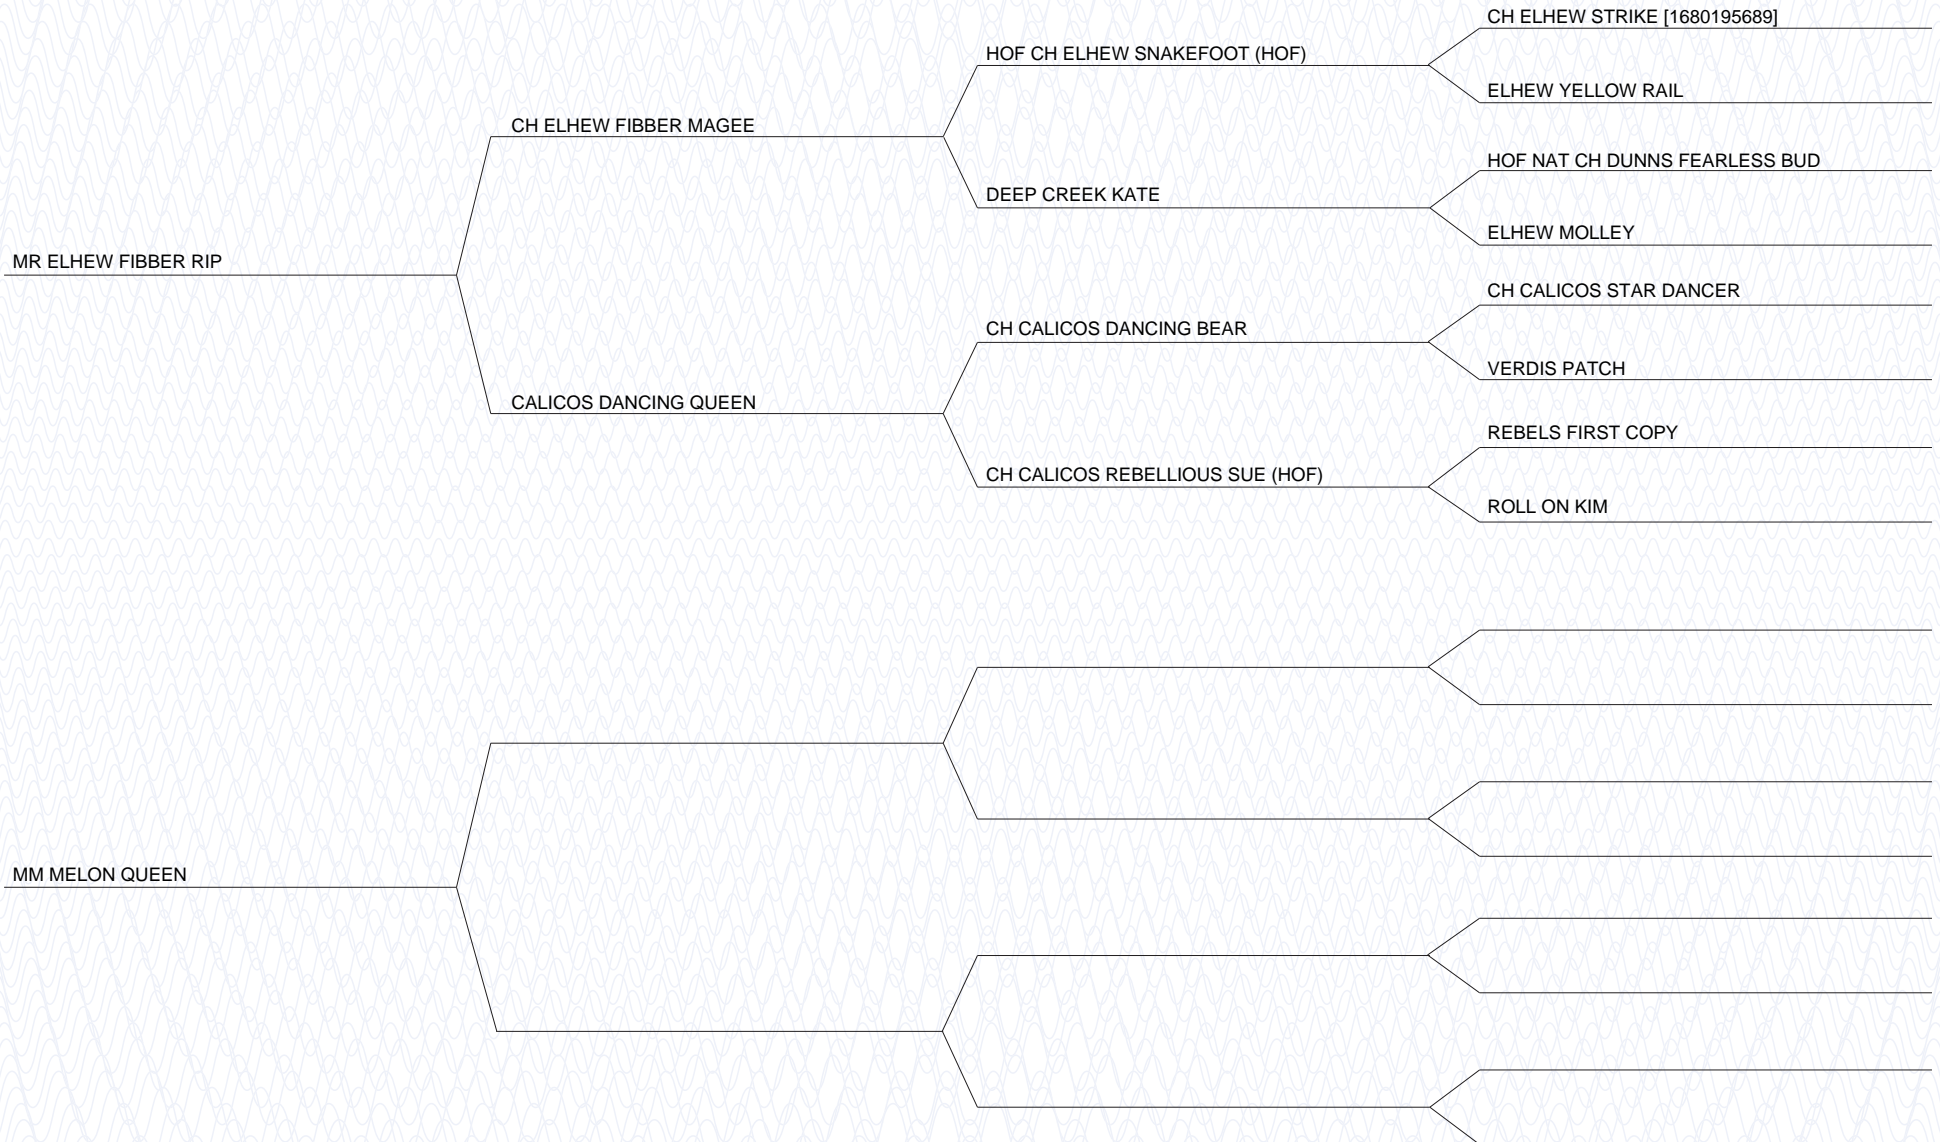 CH ELHEW STRIKE [1680195689]
HOF CH ELHEW SNAKEFOOT (HOF)
ELHEW YELLOW RAIL
CH ELHEW FIBBER MAGEE
HOF NAT CH DUNNS FEARLESS BUD
DEEP CREEK KATE
ELHEW MOLLEY
MR ELHEW FIBBER RIP
CH CALICOS STAR DANCER
CH CALICOS DANCING BEAR
VERDIS PATCH
CALICOS DANCING QUEEN
REBELS FIRST COPY
CH CALICOS REBELLIOUS SUE (HOF)
ROLL ON KIM
MM MELON QUEEN